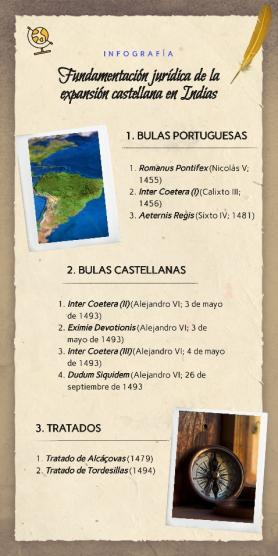 INFOGRAFÍA
Fundamentación jurídica de la
expansión castellana en Indias
1. BULAS PORTUGUESAS
1. Romanus Pontifex (Nicolás V;
1455)
2. Inter Coetera (I) (Calixto III;
1456)
3. Aeternis Regis (Sixto IV; 1481)
2. BULAS CASTELLANAS
1. Inter Coetera (II) (Alejandro VI; 3 de mayo
de 1493)
2. Eximie Devotionis (Alejandro VI; 3 de
mayo de 1493)
3. Inter Coetera (III) (Alejandro VI; 4 de mayo
de 1493)
4. Dudum Siquidem (Alejandro VI; 26 de
septiembre de 1493
3. TRATADOS
1. Tratado de Alcáçovas (1479)
2. Tratado de Tordesillas (1494)